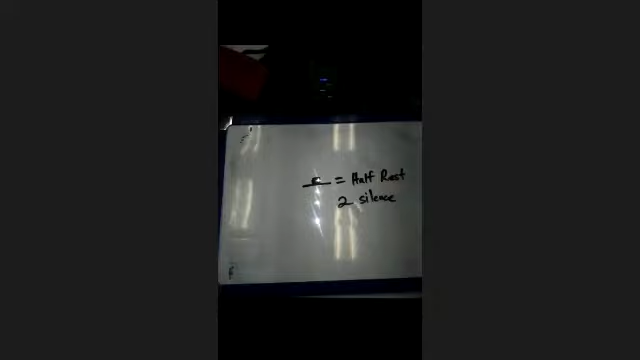 = Half Rest
2 silence